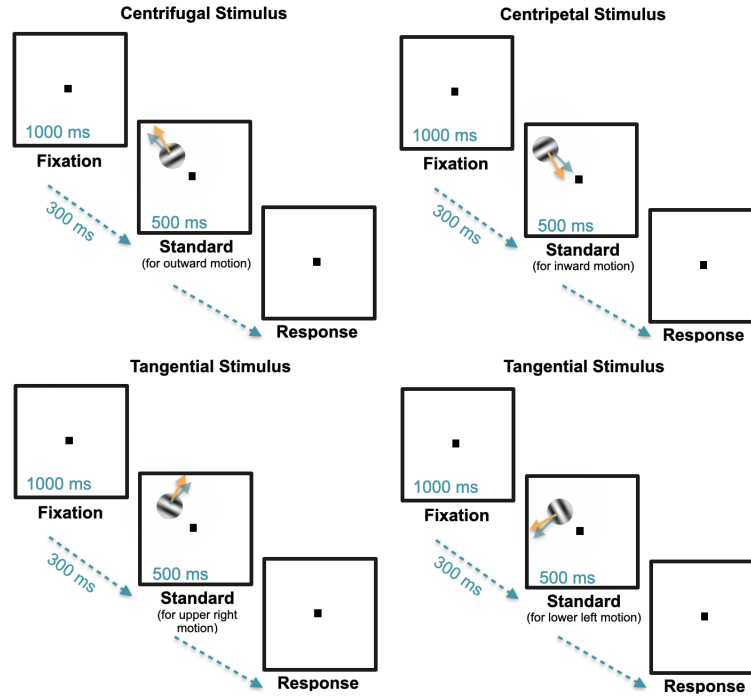 Centrifugal Stimulus
1000 ms
Fixation
300 ms
500 ms
Standard
(for outward motion)
Response
Centripetal Stimulus
1000 ms
Fixation
300 ms
500 ms
Standard
(for inward motion)
Response
Tangential Stimulus
1000 ms
Fixation
300 ms
500 ms
Standard
(for upper right
motion)
Response
Tangential Stimulus
1000 ms
Fixation
300 ms
500 ms
Standard
(for lower left motion)
Response